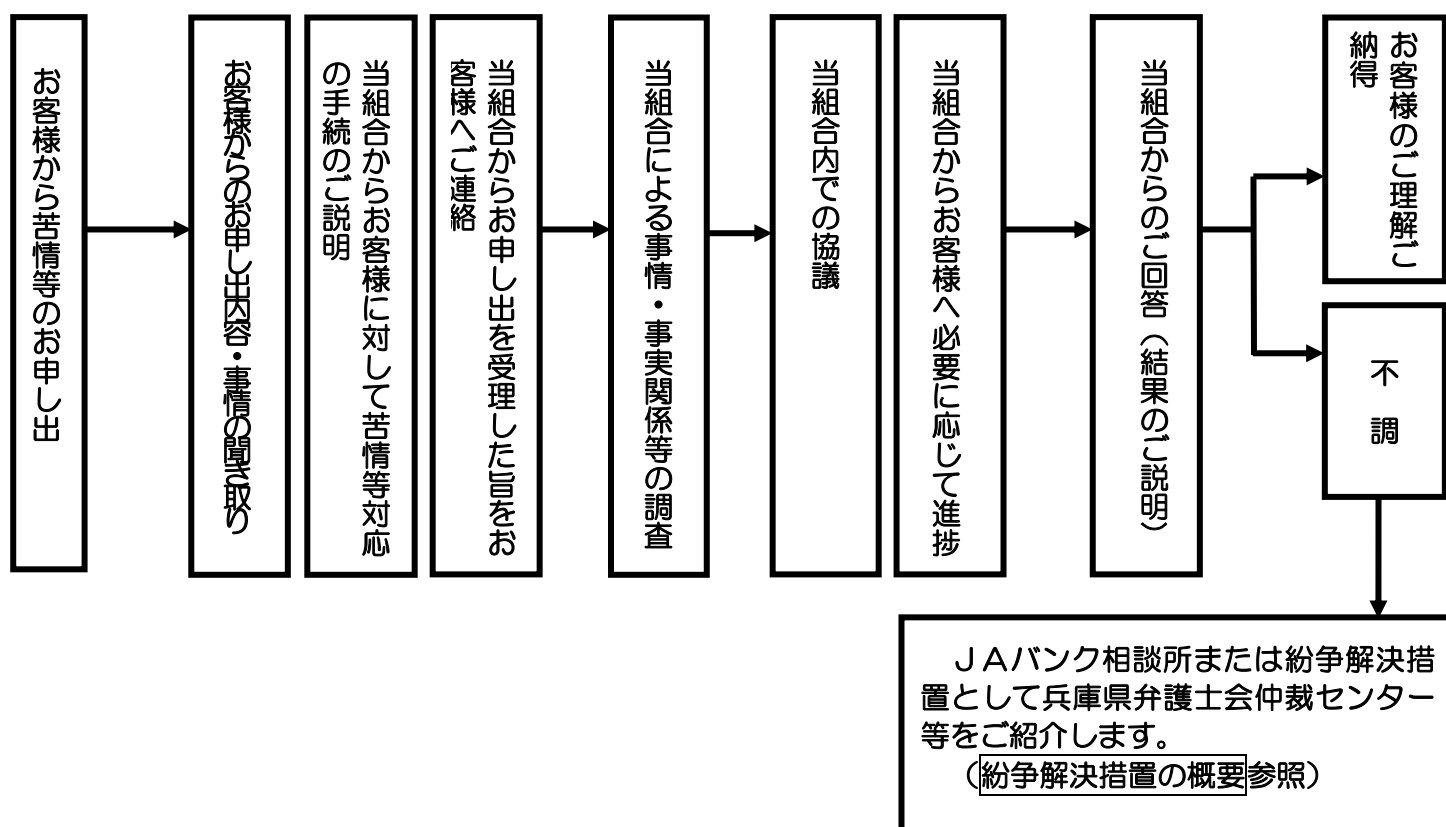 お客様から苦情等のお申し出
お客様からのお申し出内容・事情の聞き取り
当組合からお客様に対して苦情等対応
の手続のご説明
当組合からお申し出を受理した旨をお
客様へご連絡
当組合による事情・事実関係等の調査
当組合内での協議
当組合からお客様へ必要に応じて進捗
当組合からのご回答（結果のご説明）
お客様のご理解ご
納得
不調
ＪＡバンク相談所または紛争解決措
置として兵庫県弁護士会仲裁センター
等をご紹介します。
（紛争解決措置の概要参照）